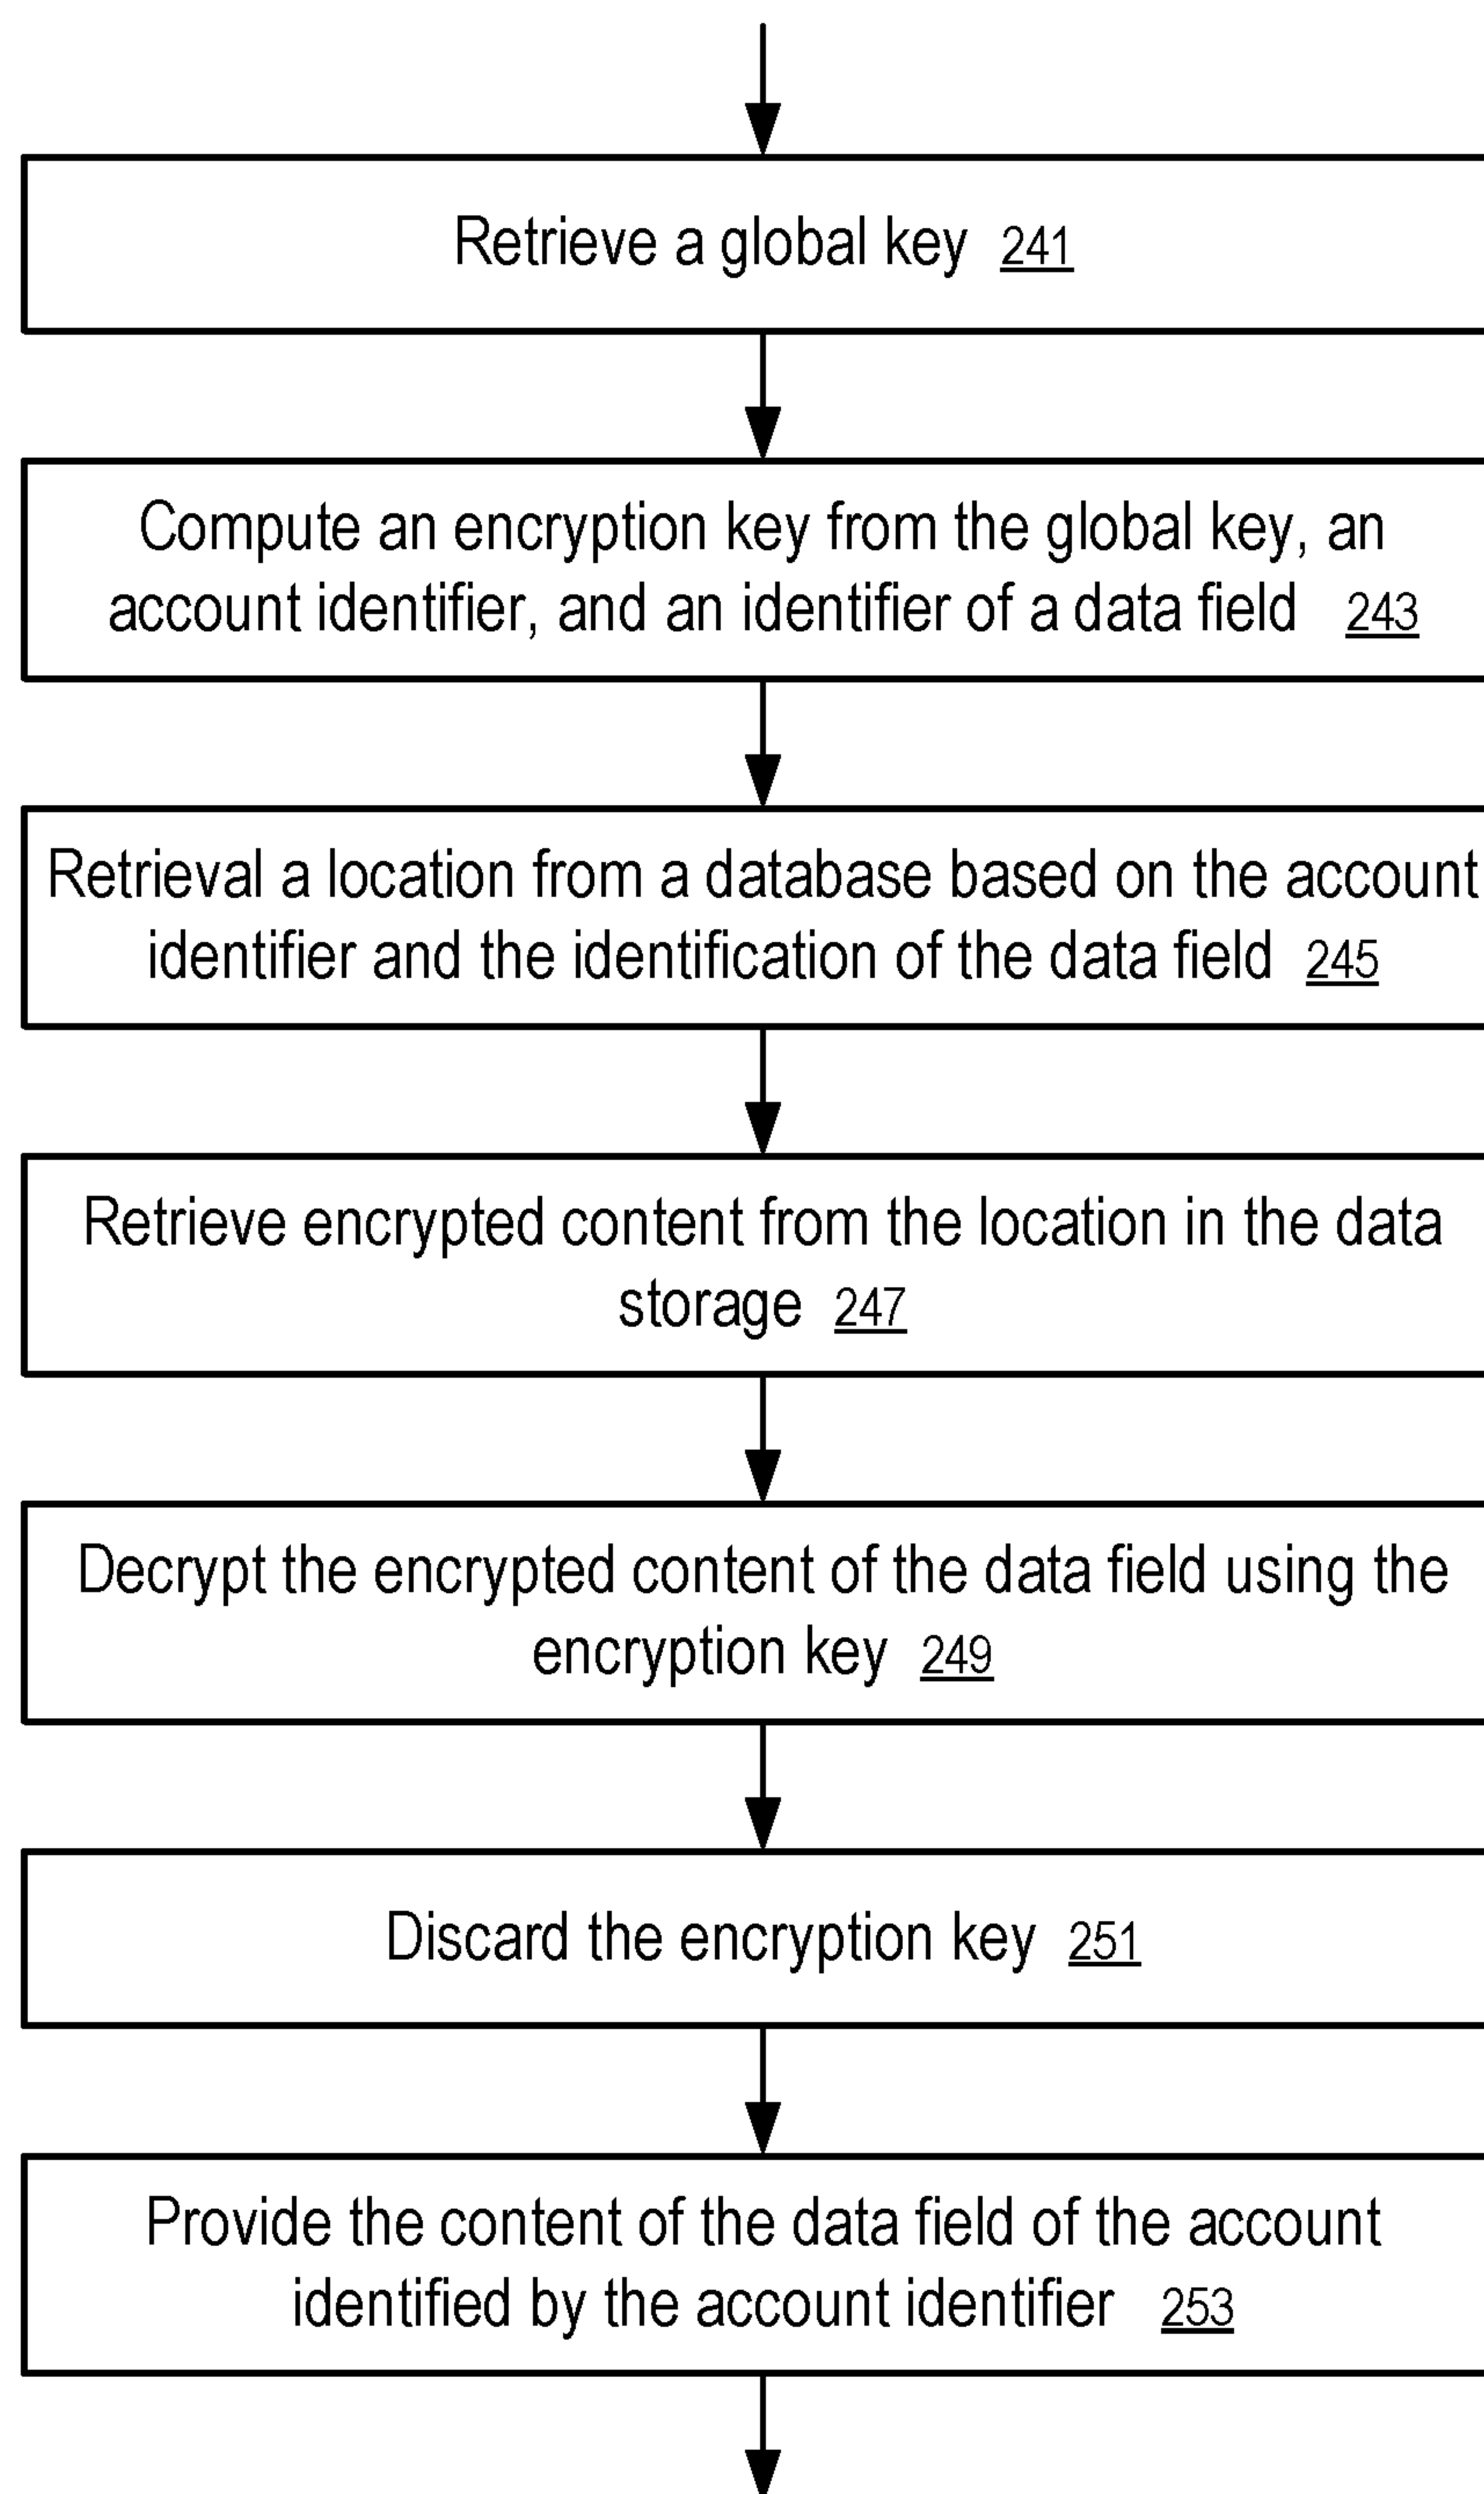 Retrieve a global key 241
Compute an encryption key from the global key, an
account identifier, and an identifier of a data field 243
Retrieval a location from a database based on the account
identifier and the identification of the data field 245
Retrieve encrypted content from the location in the data
storage 247
Decrypt the encrypted content of the data field using the
encryption key 249
Discard the encryption key 251
Provide the content of the data field of the account
identified by the account identifier 253